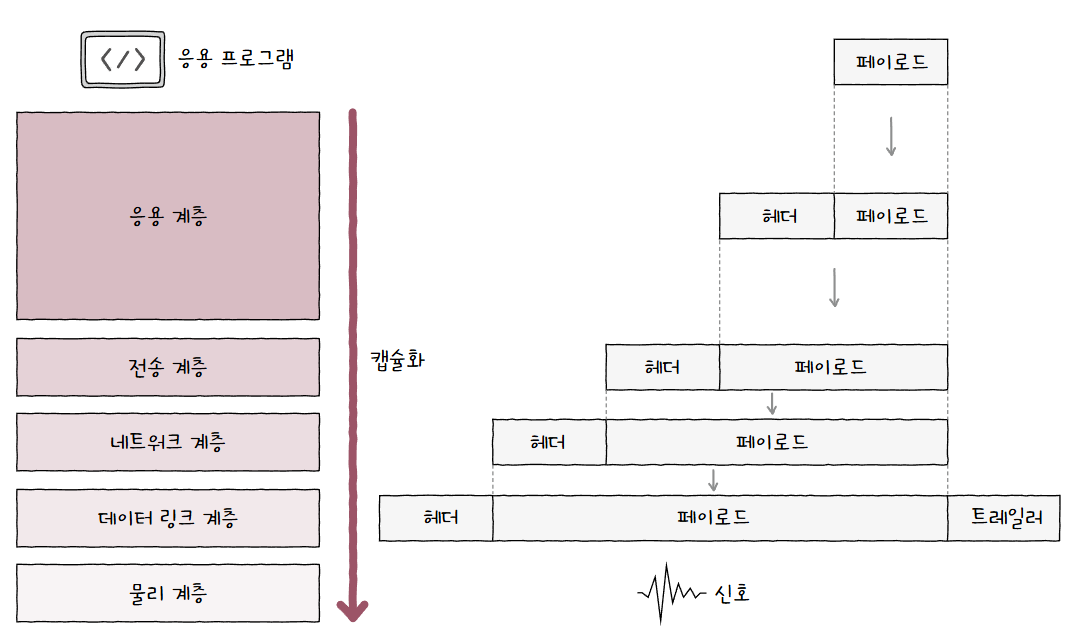 </> 응용 프로그램
페이로드
응용 계층
헤더 페이로드
캡슐화
전송 계층
헤더 페이로드
네트워크 계층
헤더 페이로드
데이터 링크 계층
헤더 페이로드 트레일러
물리 계층
신호